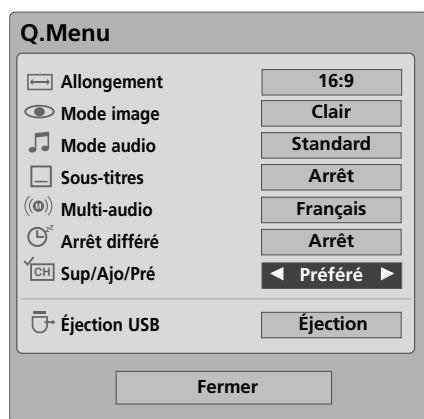 Q.Menu
Allongement 16:9
Mode image Clair
Mode audio Standard
Sous-titres Arrêt
Multi-audio Français
Arrêt différé Arrêt
CH Sup/Ajo/Pré ◄ Préféré ►
Éjection USB Éjection
Fermer